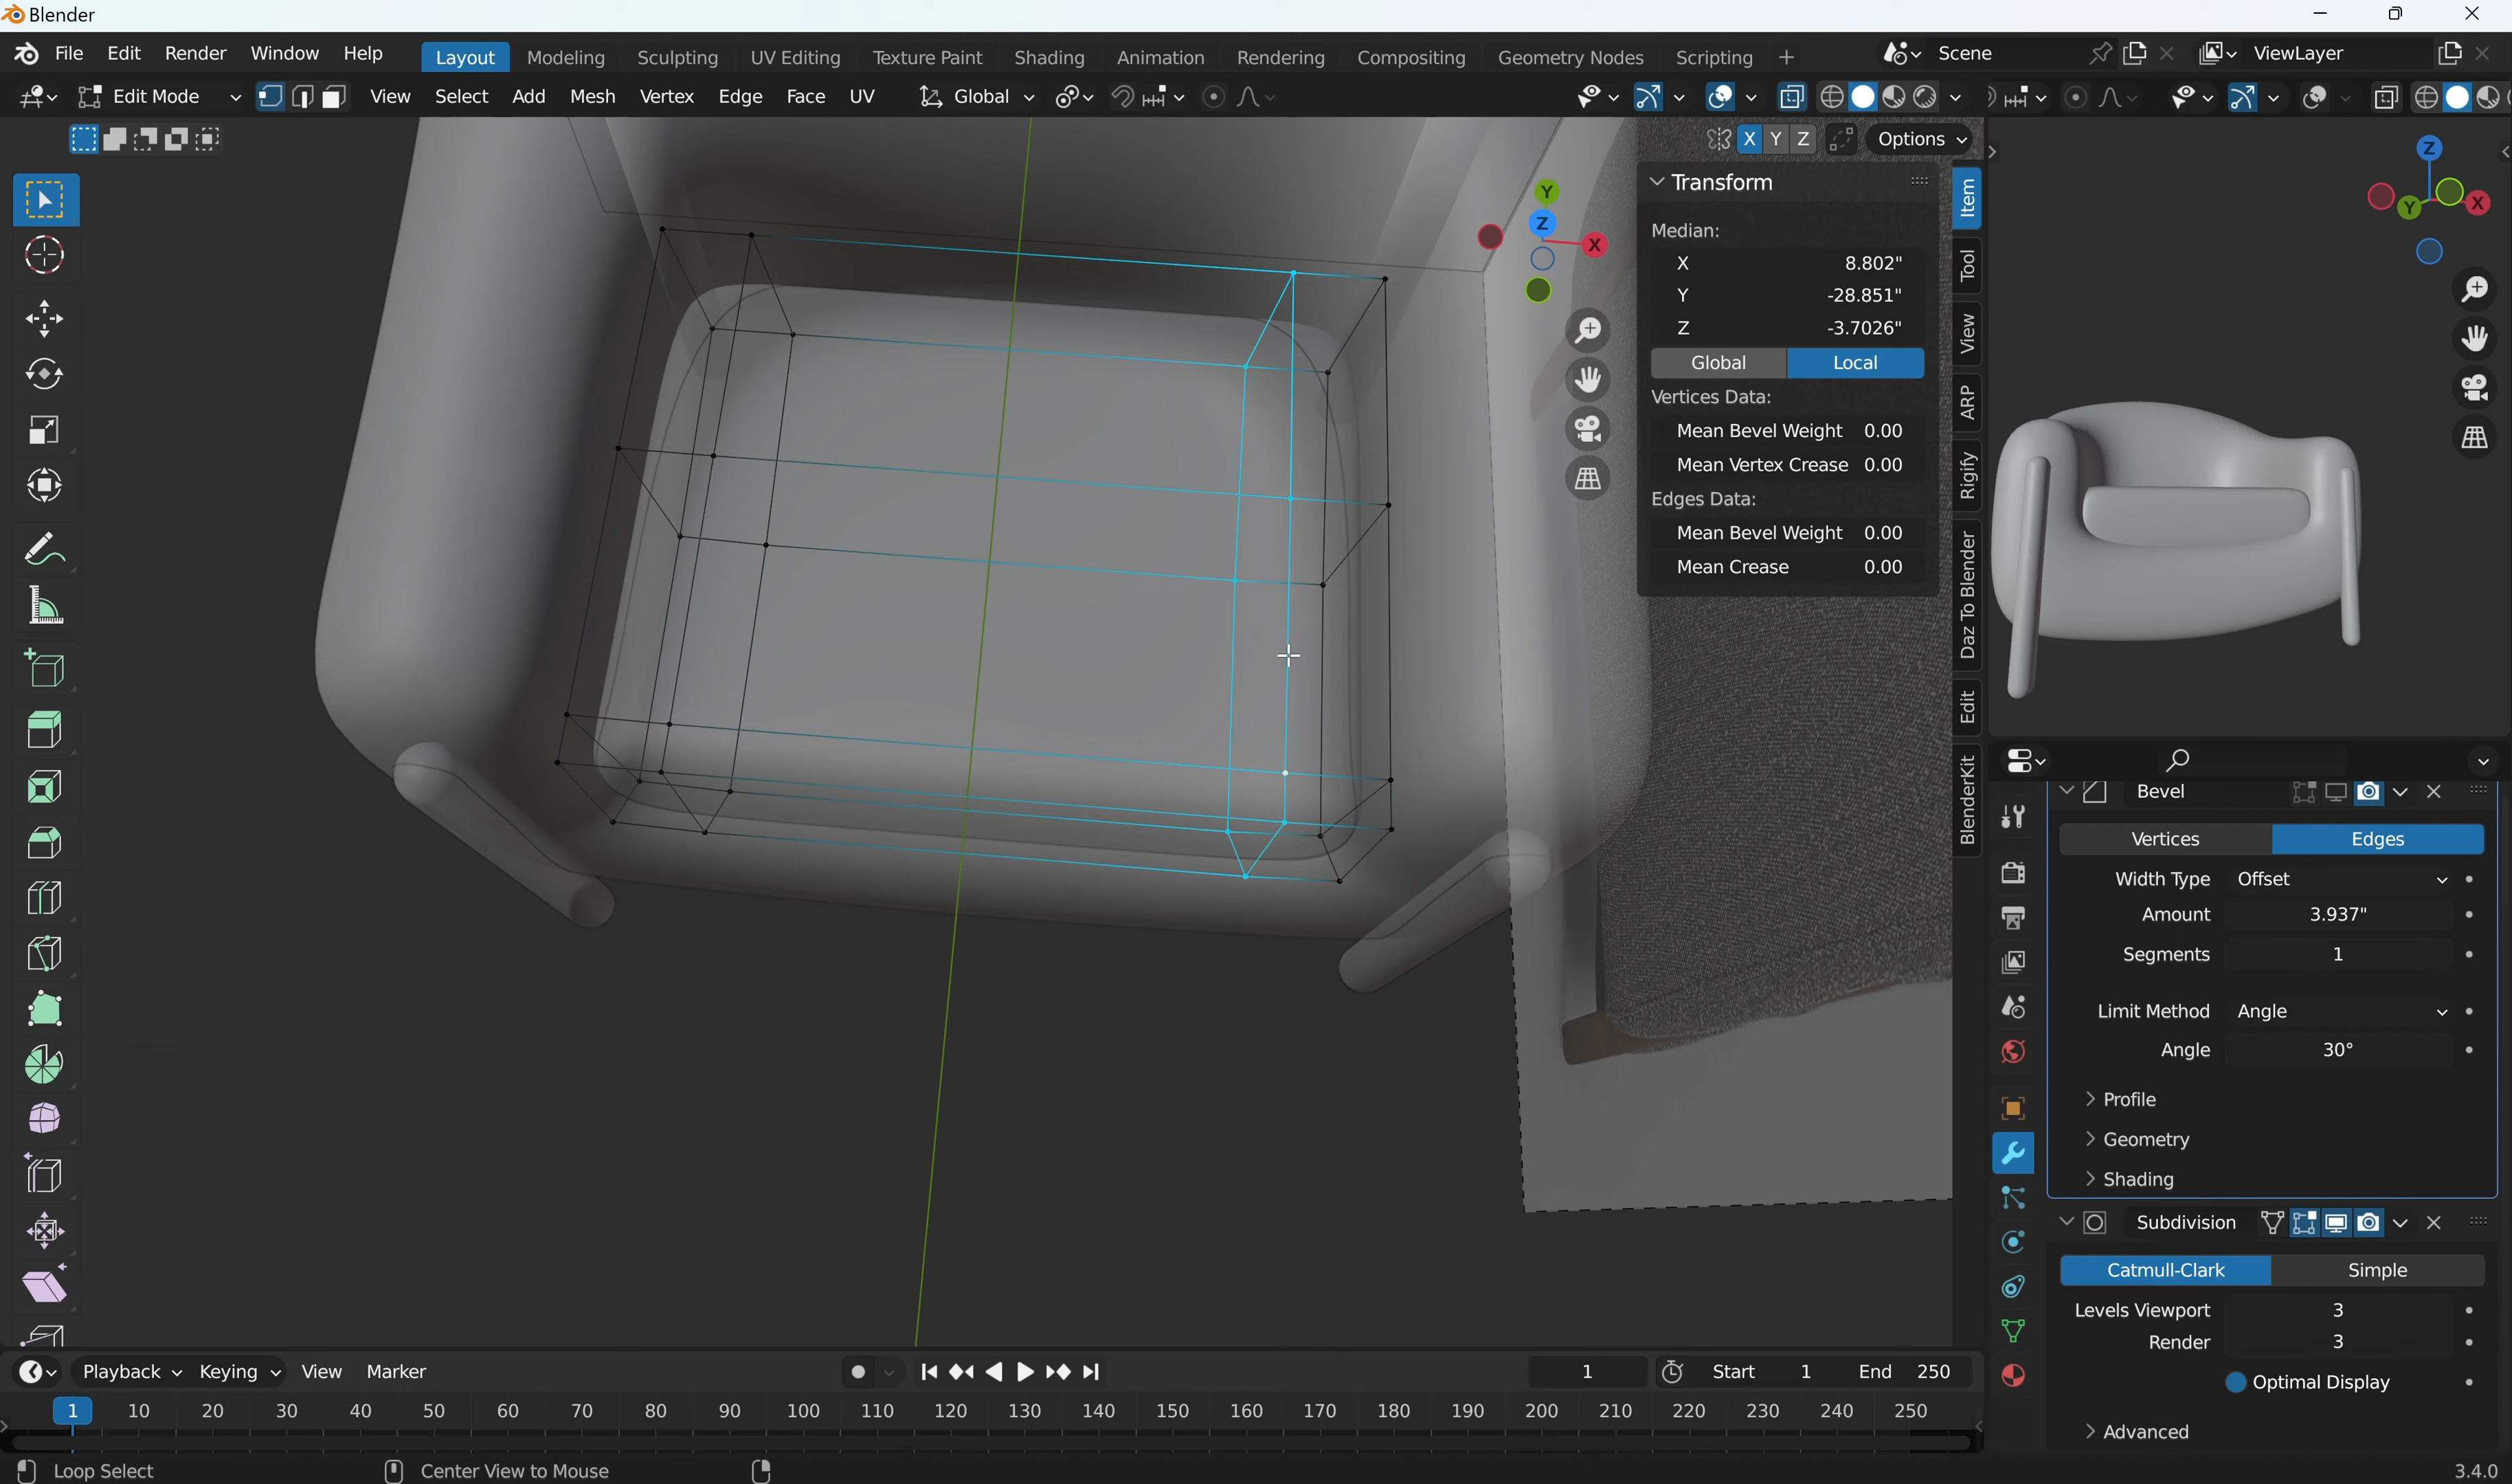 Blender
File Edit Render Window Help Layout Modeling Sculpting UV Editing Texture Paint Shading Animation Rendering Compositing Geometry Nodes Scripting + Scene ViewLayer
Edit Mode View Select Add Mesh Vertex Edge Face UV Global
X Y Z Options
Transform
Median:
X 8.802"
Y -28.851"
Z -3.7026"
Global Local
Vertices Data:
Mean Bevel Weight 0.00
Mean Vertex Crease 0.00
Edges Data:
Mean Bevel Weight 0.00
Mean Crease 0.00
Item
Tool
View
ARP
Rigify
Daz To Blender
Edit
BlenderKit
Y
Z
X
Z
Y
X
Bevel
Vertices Edges
Width Type Offset
Amount 3.937"
Segments 1
Limit Method Angle
Angle 30°
Profile
Geometry
Shading
Subdivision
Catmull-Clark Simple
Levels Viewport 3
Render 3
Optimal Display
Advanced
Playback Keying View Marker 1 Start 1 End 250
1 10 20 30 40 50 60 70 80 90 100 110 120 130 140 150 160 170 180 190 200 210 220 230 240 250
Loop Select Center View to Mouse 3.4.0